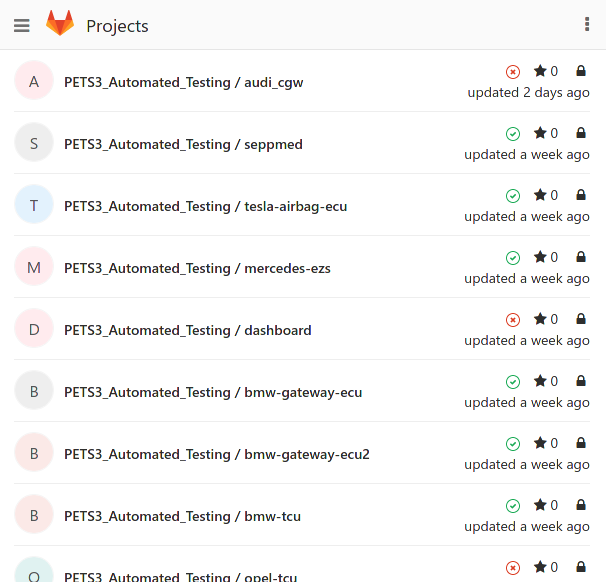 Projects
A PETS3_Automated_Testing / audi_cgw 0
updated 2 days ago
S PETS3_Automated_Testing / seppmed 0
updated a week ago
T PETS3_Automated_Testing / tesla-airbag-ecu 0
updated a week ago
M PETS3_Automated_Testing / mercedes-ezs 0
updated a week ago
D PETS3_Automated_Testing / dashboard 0
updated a week ago
B PETS3_Automated_Testing / bmw-gateway-ecu 0
updated a week ago
B PETS3_Automated_Testing / bmw-gateway-ecu2 0
updated a week ago
B PETS3_Automated_Testing / bmw-tcu 0
updated a week ago
O PETS3_Automated_Testing / opel-tcu 0